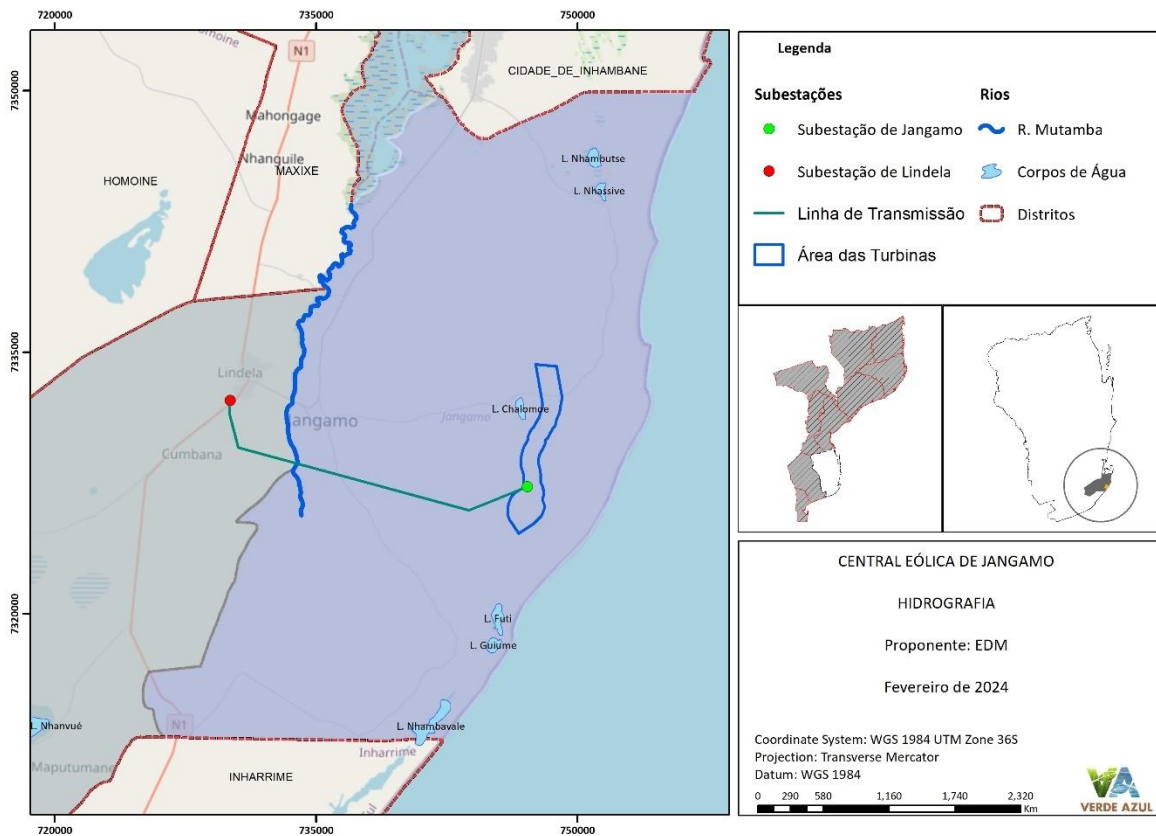 720000
735000
750000
7350000
7335000
7320000
720000
735000
750000
N1
CIDADE_DE_INHAMBANE
Mahongage
Nhanguile
MAXIXE
HOMOINE
L. Nhambutse
L. Nhassive
Lindela
Jangamo
Jangamo
L. Chalomue
Cumbana
L. Futi
L. Guiume
L. Nhambavale
L. Nhanvué
N1
Inharrime
Maputumane
INHARRIME
Legenda
Subestações
Rios
Subestação de Jangamo
R. Mutamba
Subestação de Lindela
Corpos de Água
Linha de Transmissão
Distritos
Área das Turbinas
CENTRAL EÓLICA DE JANGAMO
HIDROGRAFIA
Proponente: EDM
Fevereiro de 2024
Coordinate System: WGS 1984 UTM Zone 36S
Projection: Transverse Mercator
Datum: WGS 1984
0 290 580 1,160 1,740 2,320
Km
VERDE AZUL